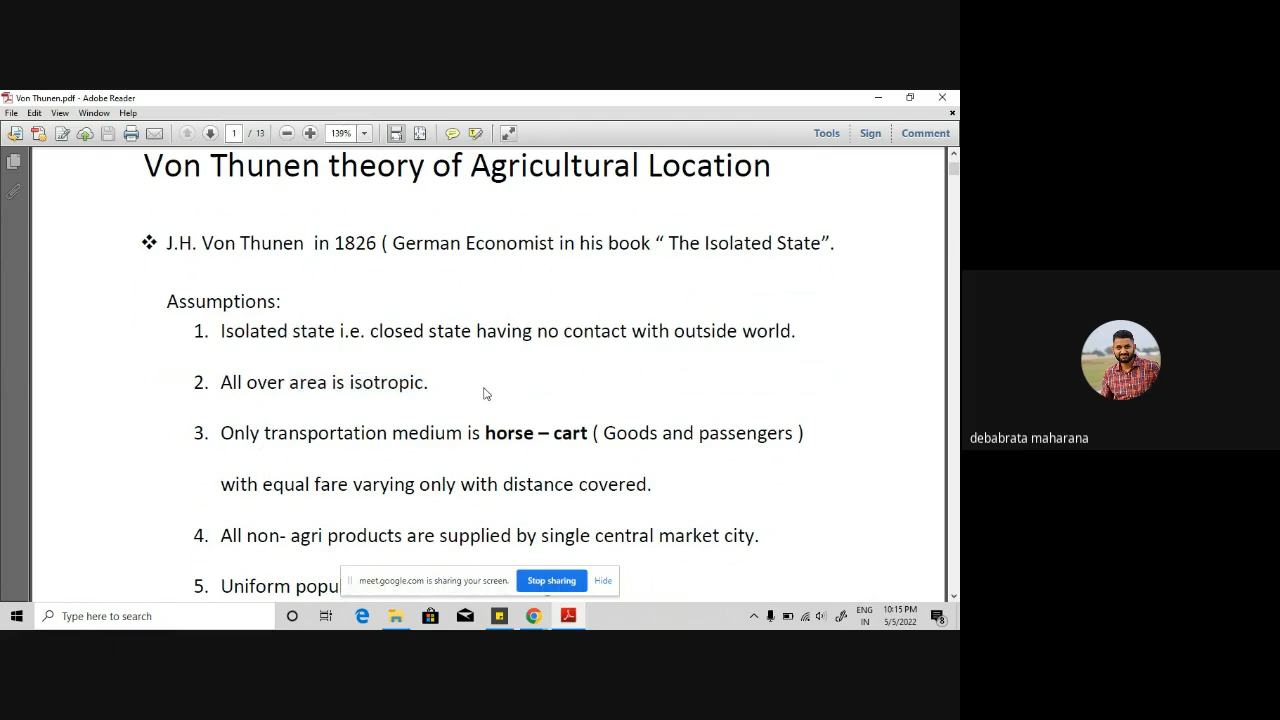 Von Thunen.pdf - Adobe Reader
File Edit View Window Help
1 / 13 139% Tools Sign Comment
Von Thunen theory of Agricultural Location
❖ J.H. Von Thunen in 1826 ( German Economist in his book “ The Isolated State”.
Assumptions:
1. Isolated state i.e. closed state having no contact with outside world.
2. All over area is isotropic.
3. Only transportation medium is horse – cart ( Goods and passengers )
with equal fare varying only with distance covered.
4. All non- agri products are supplied by single central market city.
5. Uniform popu
meet.google.com is sharing your screen. Stop sharing Hide
Type here to search
ENG
IN
10:15 PM
5/5/2022
8
debabrata maharana